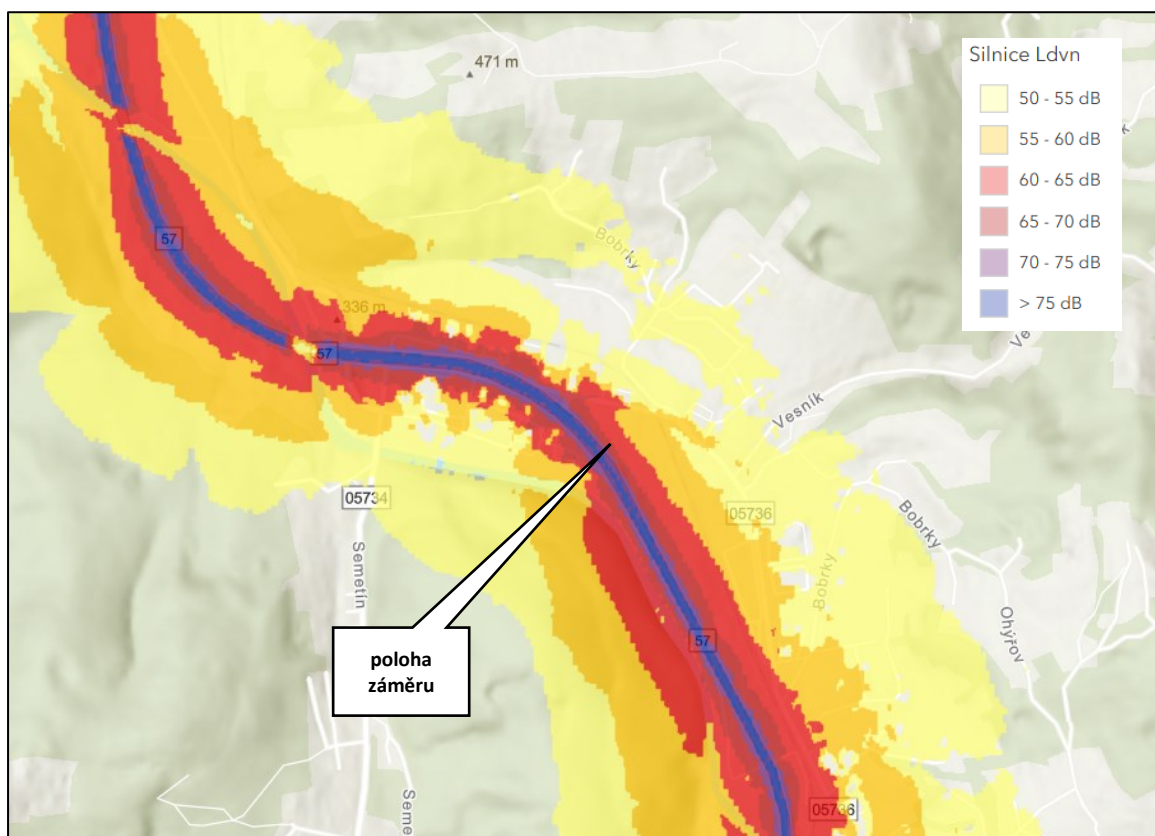 471 m
Silnice Ldvn
50 - 55 dB
55 - 60 dB
60 - 65 dB
65 - 70 dB
70 - 75 dB
> 75 dB
57
Bobrky
336 m
57
Vesník
05734
05736
Bobrky
Semetín
Bobrky
Ohýřov
57
poloha
záměru
Semetín
05736